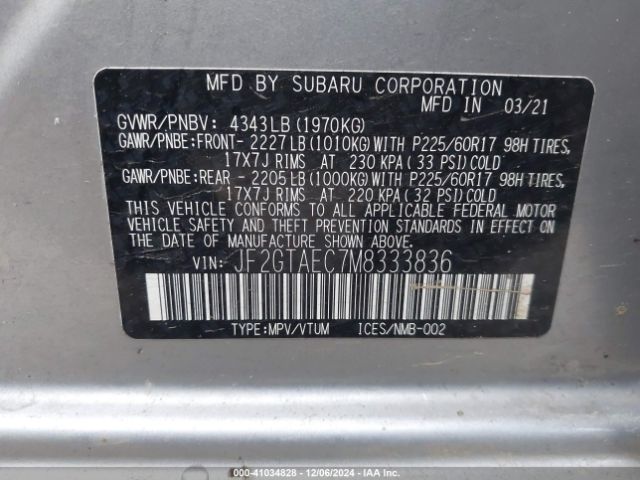 MFD BY SUBARU CORPORATION
MFD IN 03/21
GVWR/PNBV: 4343LB (1970KG)
GAWR/PNBE:FRONT- 2227LB (1010KG) WITH P225/60R17 98H TIRES,
17X7J RIMS AT 230 KPA ( 33 PSI) COLD
GAWR/PNBE:REAR - 2205LB (1000KG) WITH P225/60R17 98H TIRES,
17X7J RIMS AT 220 KPA ( 32 PSI) COLD
THIS VEHICLE CONFORMS TO ALL APPLICABLE FEDERAL MOTOR
VEHICLE SAFETY AND THEFT PREVENTION STANDARDS IN EFFECT
ON THE DATE OF MANUFACTURE SHOWN ABOVE.
VIN: JF2GTAEC7M8333836
TYPE:MPV/VTUM ICES/NMB-002
000-41034828 - 12/06/2024 - IAA Inc.